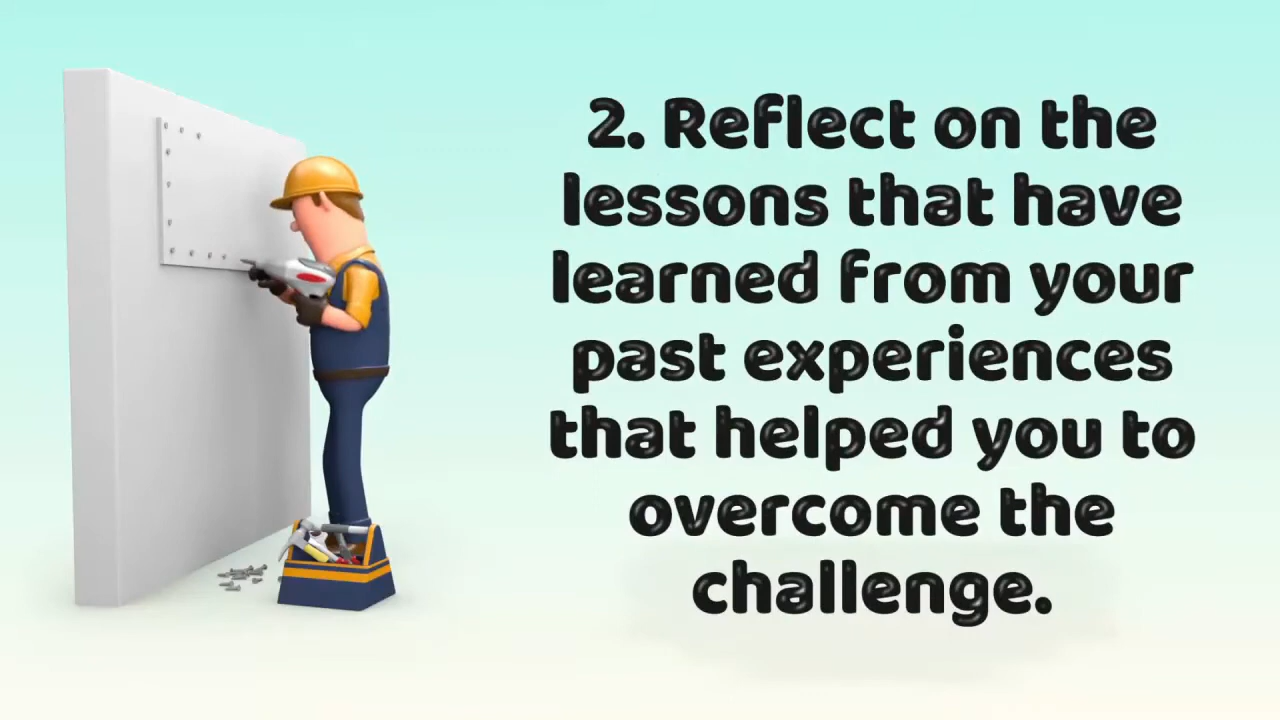 2. Reflect on the
lessons that have
learned from your
past experiences
that helped you to
overcome the
challenge.